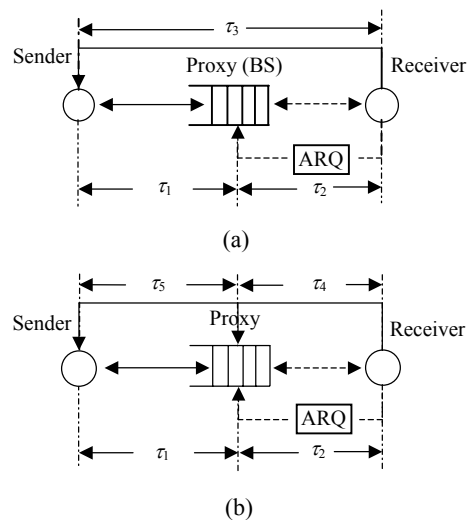 τ3
Sender
Proxy (BS)
Receiver
ARQ
τ1
τ2
(a)
τ5
τ4
Sender
Proxy
Receiver
ARQ
τ1
τ2
(b)